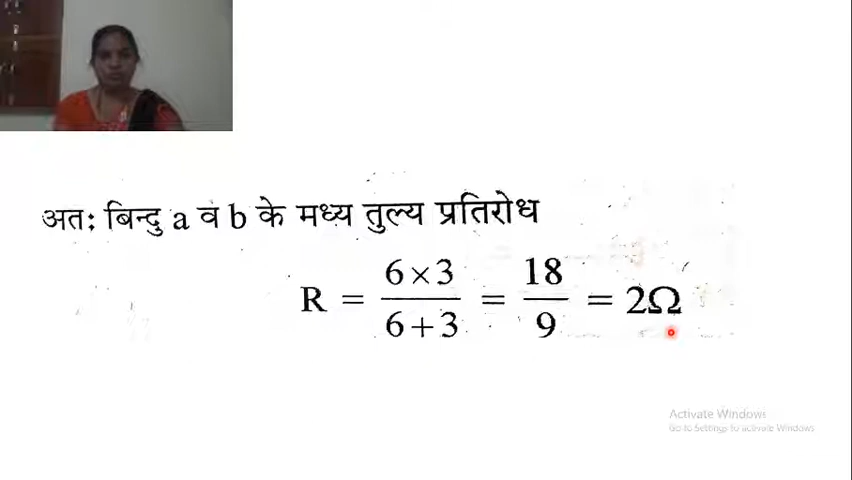 अतः बिन्दु a व b के मध्य तुल्य प्रतिरोध
R = 6×3/6+3 = 18/9 = 2Ω
Activate Windows
Go to Settings to activate Windows